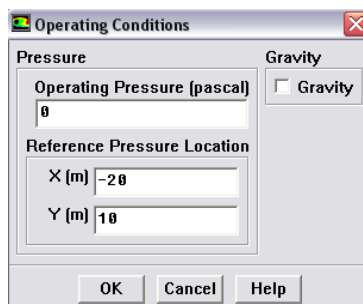 Operating Conditions
Pressure
Gravity
Operating Pressure (pascal)
Gravity
0
Reference Pressure Location
X (m) -20
Y (m) 10
OK Cancel Help